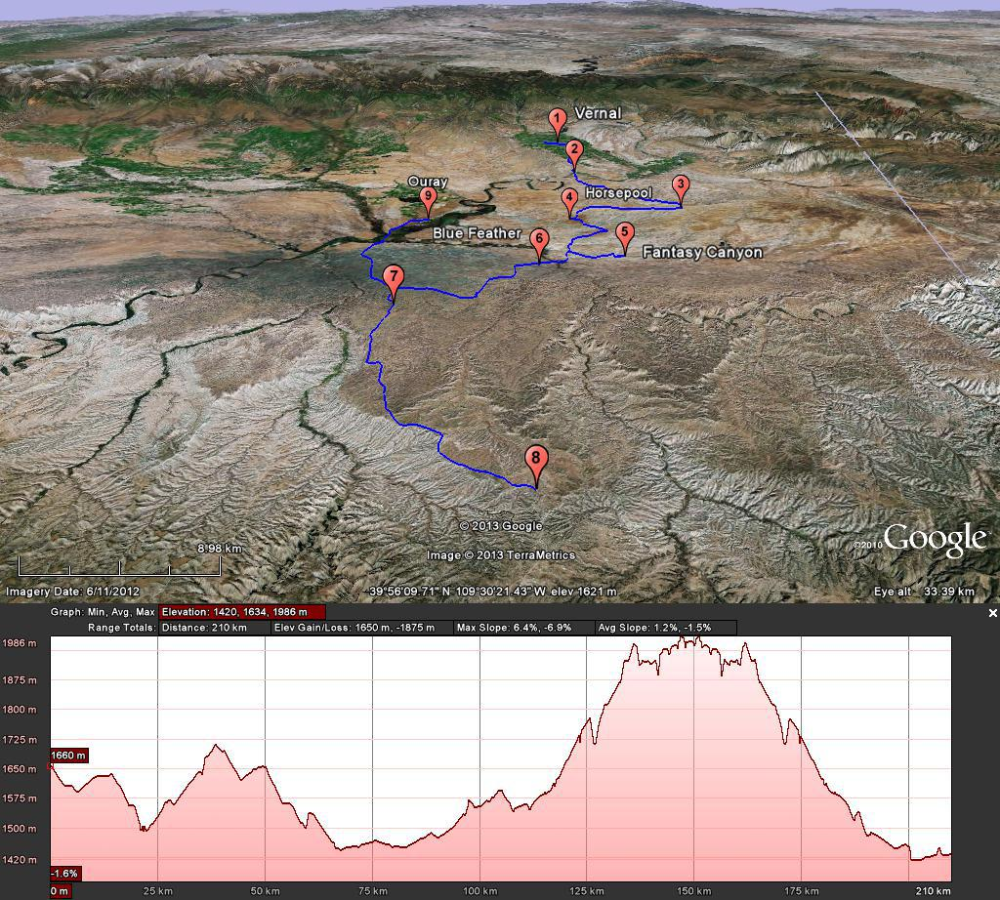 1 Vernal
2
3
Ouray
9
4 Horsepool
5
Blue Feather 6
Fantasy Canyon
7
8
© 2013 Google
©2010 Google
8.98 km
Image © 2013 TerraMetrics
Imagery Date: 6/11/2012 39°56'09.71" N 109°30'21.43" W elev 1621 m Eye alt 33.39 km
Graph: Min, Avg, Max Elevation: 1420, 1634, 1986 m
Range Totals: Distance: 210 km Elev Gain/Loss: 1650 m, -1875 m Max Slope: 6.4%, -6.9% Avg Slope: 1.2%, -1.5%
1986 m
1875 m
1800 m
1725 m
1660 m
1650 m
1575 m
1500 m
1420 m
-1.6%
0 m 25 km 50 km 75 km 100 km 125 km 150 km 175 km 210 km